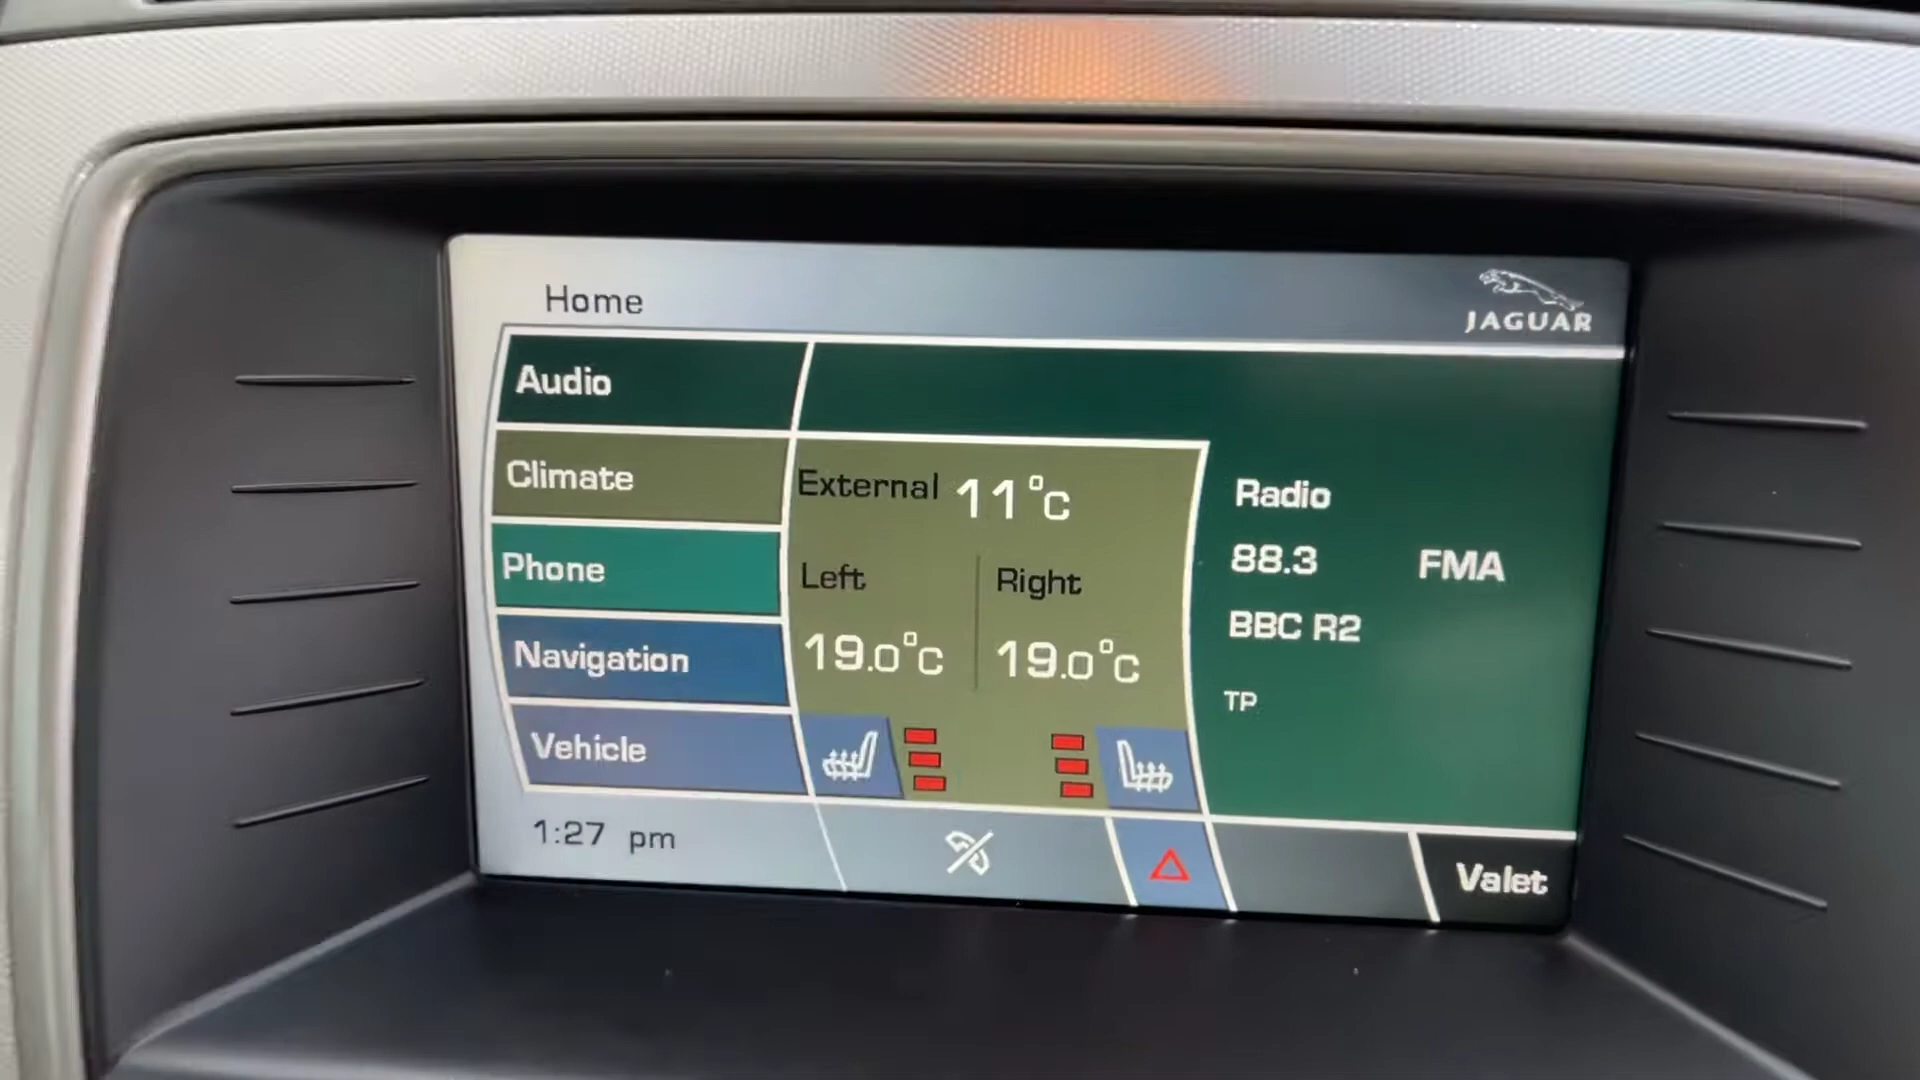 Home
JAGUAR
Audio
Climate
Phone
Navigation
Vehicle
External 11°C
Left Right
19.0°C 19.0°C
Radio
88.3 FMA
BBC R2
TP
1:27 pm
Valet